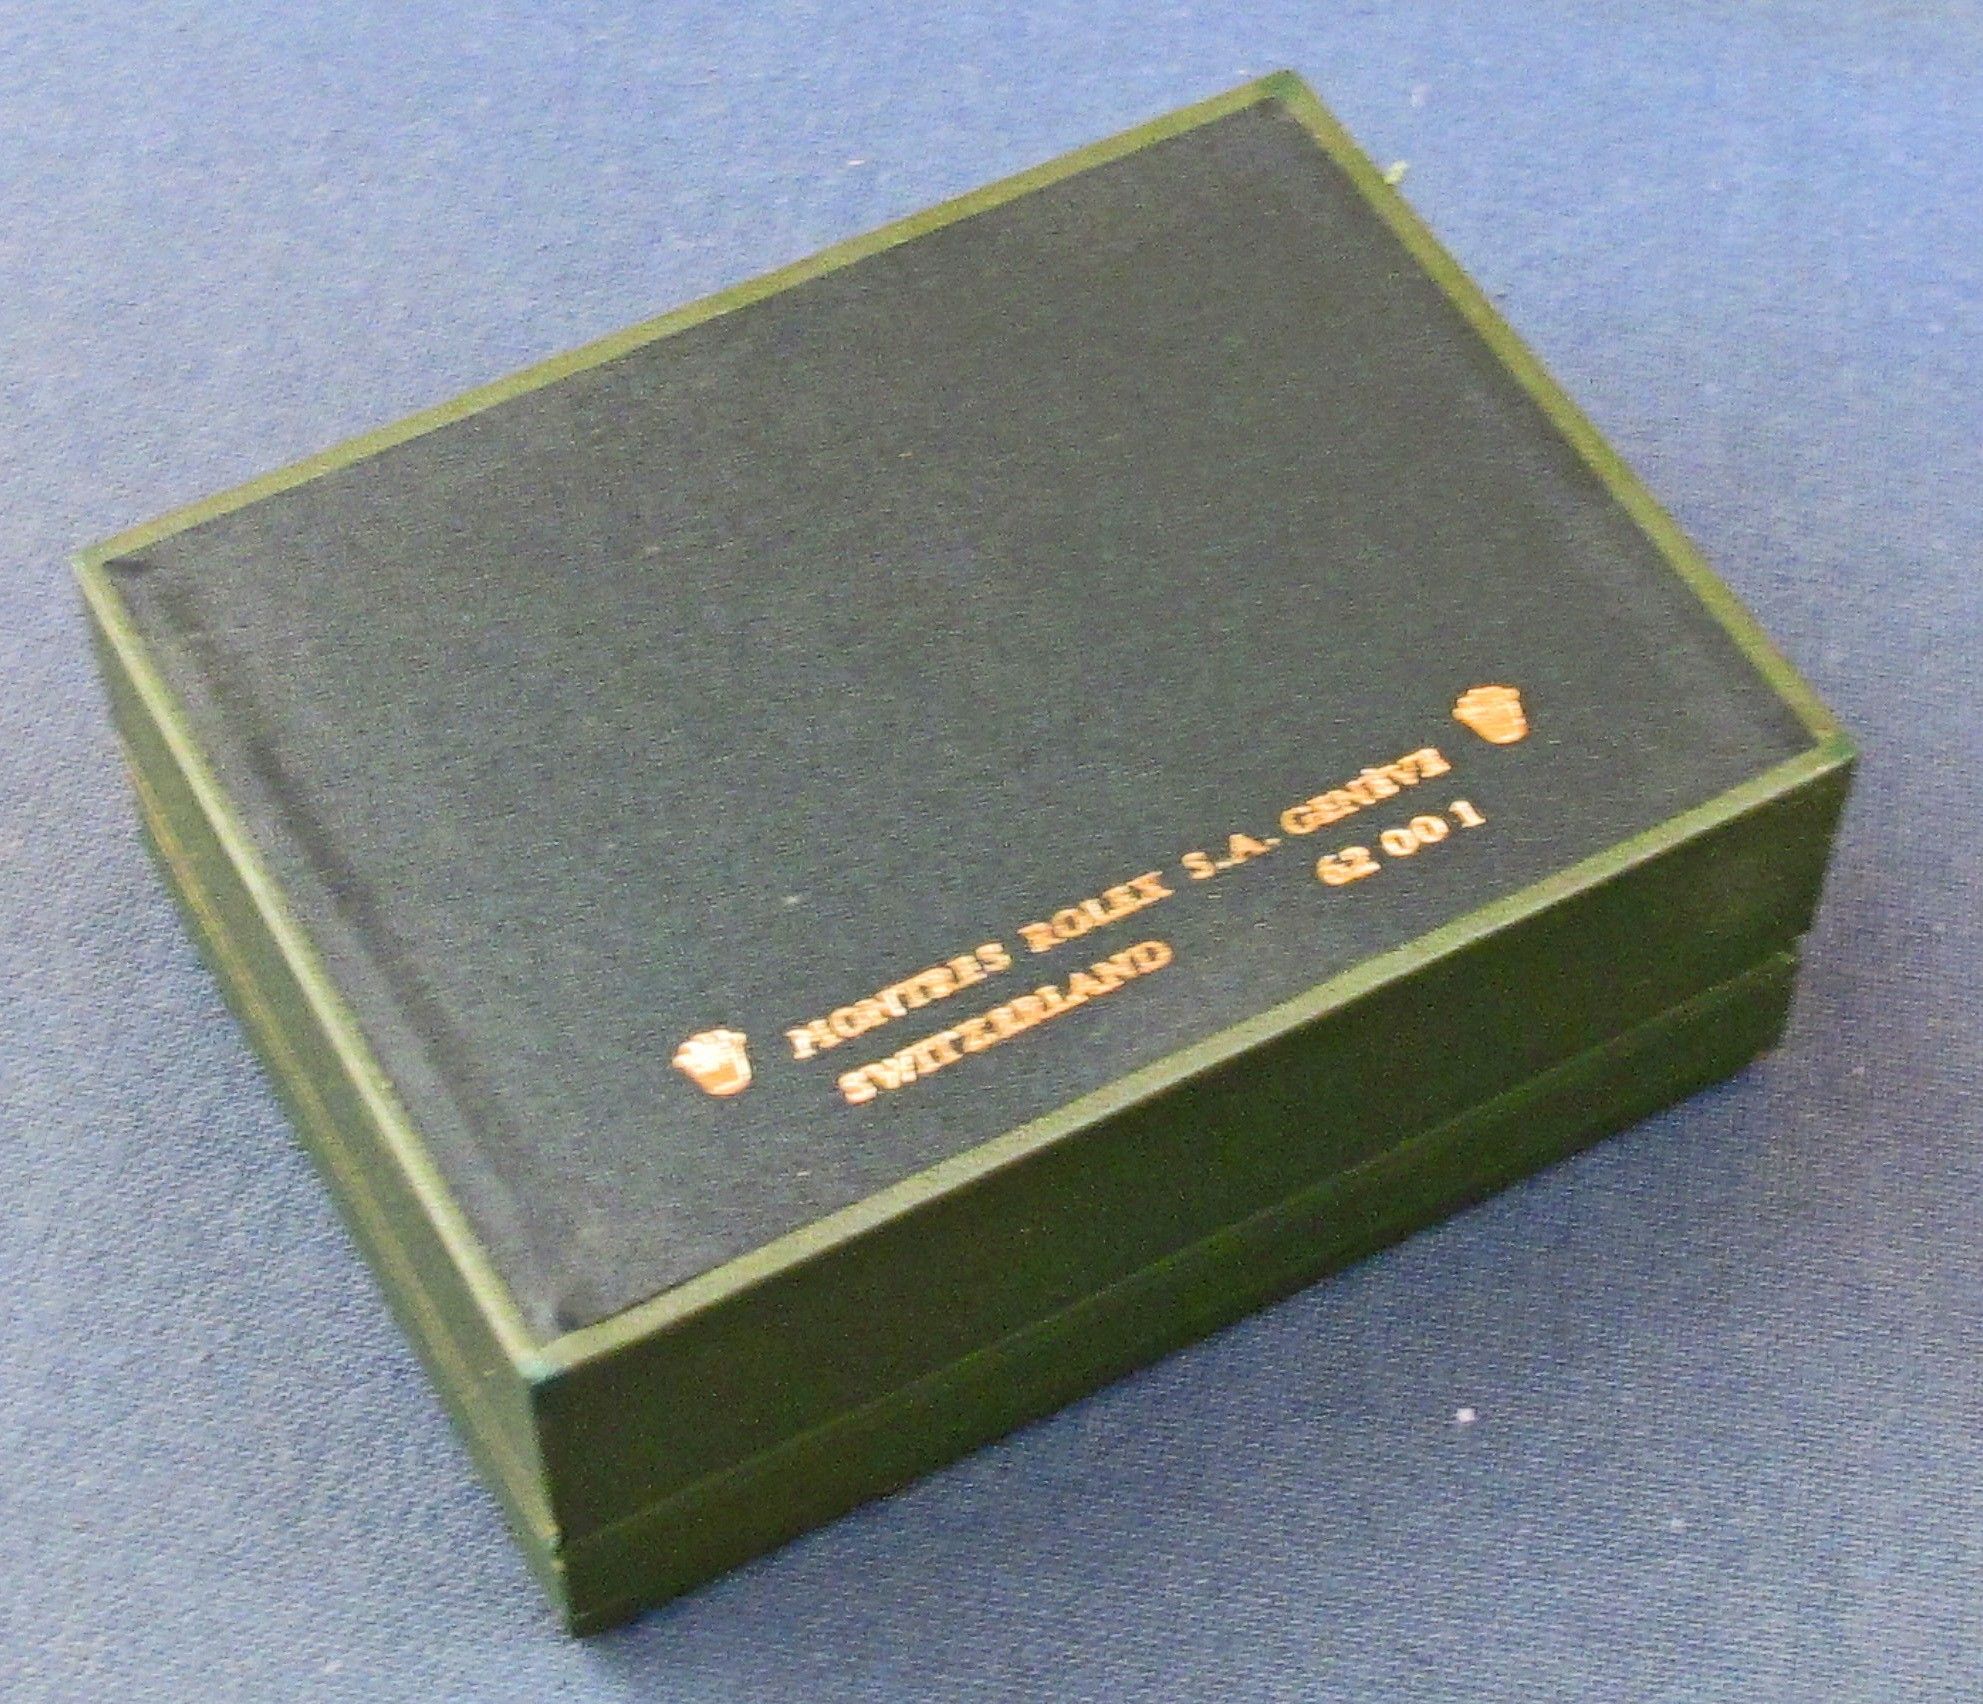 MONTRES ROLEX S.A. GENÈVE
SWITZERLAND 62 00 1